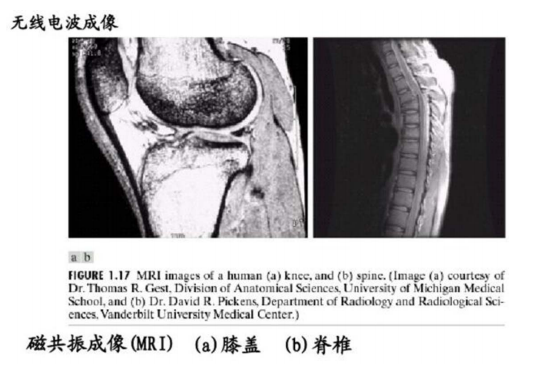 无线电波成像
a b
FIGURE 1.17 MRI images of a human (a) knee, and (b) spine. (Image (a) courtesy of
Dr. Thomas R. Gest, Division of Anatomical Sciences, University of Michigan Medical
School, and (b) Dr. David R. Pickens, Department of Radiology and Radiological Sci-
ences, Vanderbilt University Medical Center.)
磁共振成像(MRI) (a)膝盖 (b)脊椎